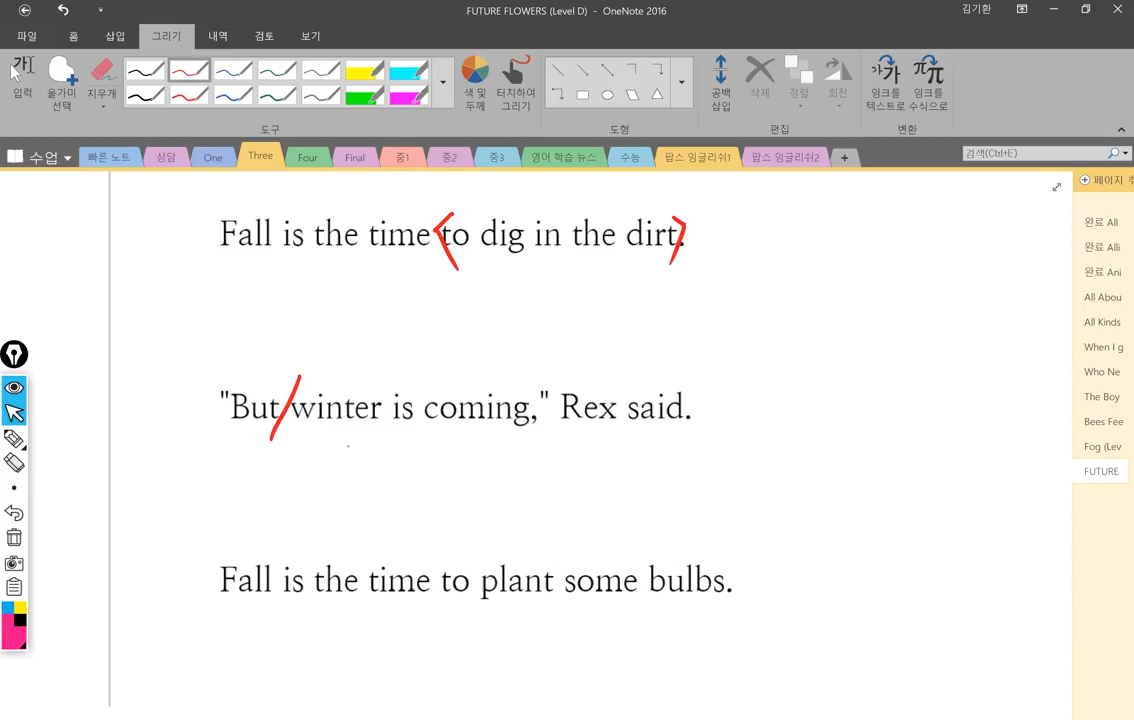 FUTURE FLOWERS (Level D) - OneNote 2016
김기환
파일 홈 삽입 그리기 내역 검토 보기
입력 올가미 선택 지우개 색 및 두께 터치하여 그리기 공백 삽입 삭제 정렬 회전 잉크를 텍스트로 잉크를 수식으로
도구 도형 편집 변환
수업 빠른 노트 상담 One Three Four Final 중1 중2 중3 영어 학습 뉴스 수능 팝스 잉글리쉬1 팝스 잉글리쉬2 검색(Ctrl+E)
페이지 추
Fall is the time to dig in the dirt.
"But winter is coming," Rex said.
Fall is the time to plant some bulbs.
완료 All
완료 Alli
완료 Ani
All Abou
All Kinds
When I g
Who Ne
The Boy
Bees Fee
Fog (Lev
FUTURE